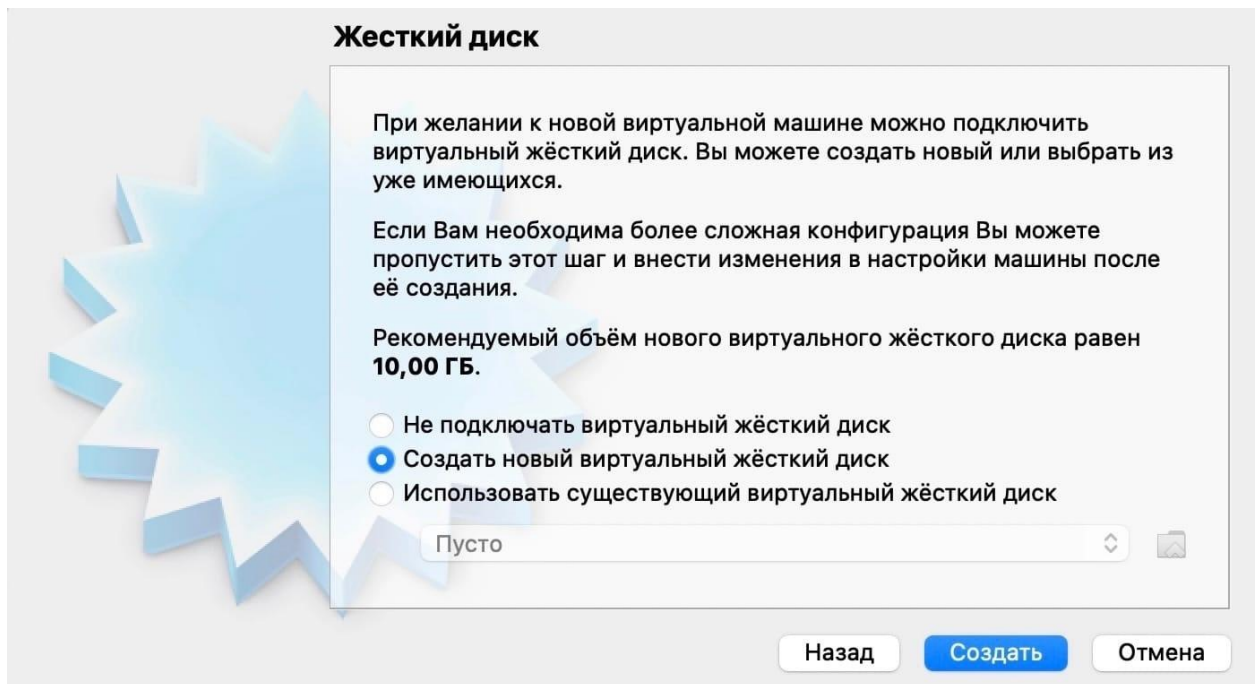 Жесткий диск
При желании к новой виртуальной машине можно подключить
виртуальный жёсткий диск. Вы можете создать новый или выбрать из
уже имеющихся.
Если Вам необходима более сложная конфигурация Вы можете
пропустить этот шаг и внести изменения в настройки машины после
её создания.
Рекомендуемый объём нового виртуального жёсткого диска равен
10,00 ГБ.
Не подключать виртуальный жёсткий диск
Создать новый виртуальный жёсткий диск
Использовать существующий виртуальный жёсткий диск
Пусто
Назад Создать Отмена